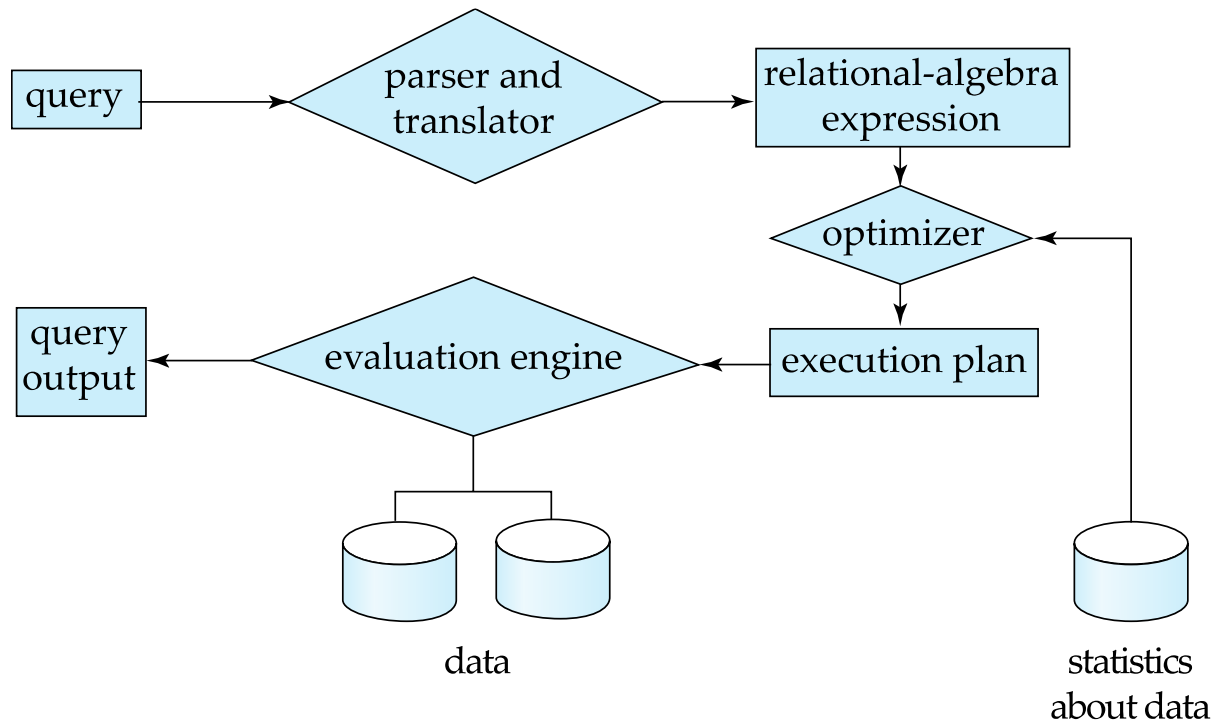 query
parser and
translator
relational-algebra
expression
optimizer
query
output
evaluation engine
execution plan
data
statistics
about data